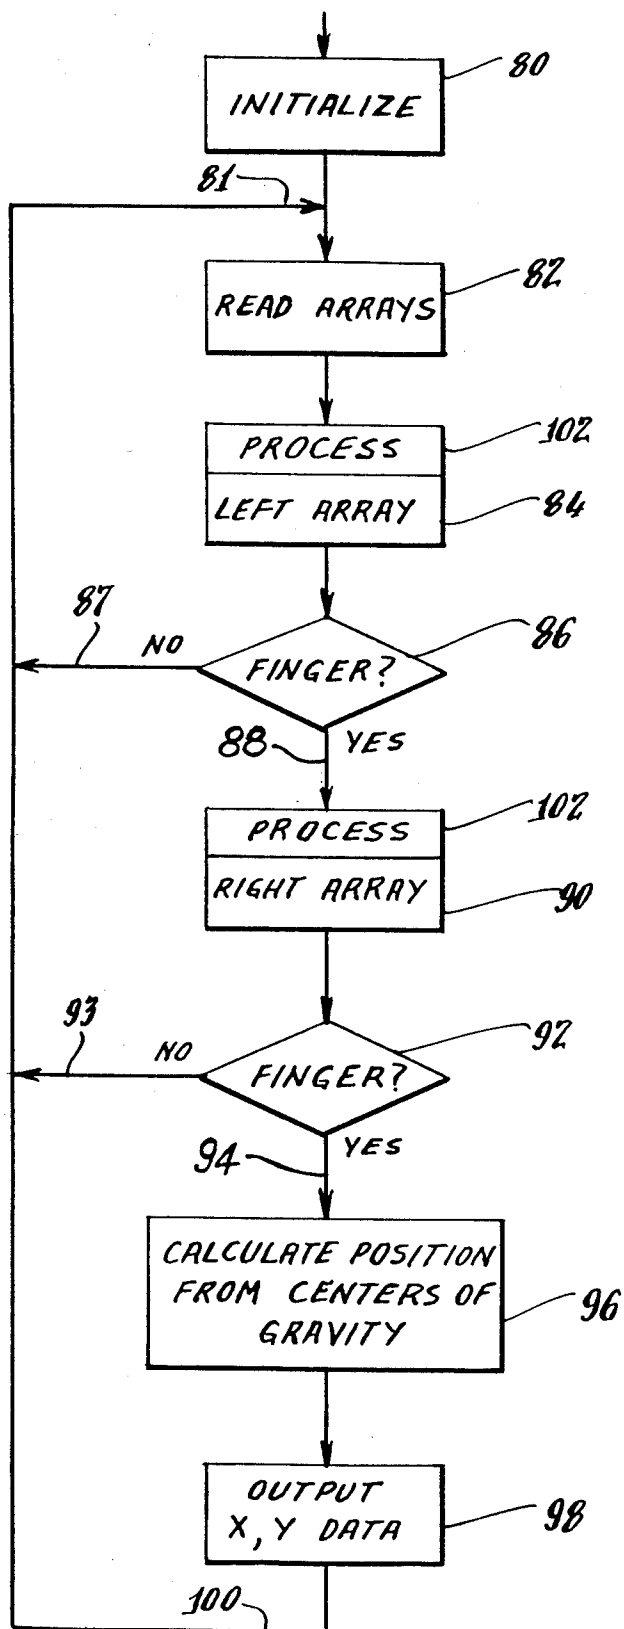 80
INITIALIZE
81
82
READ ARRAYS
PROCESS
102
LEFT ARRAY
84
87
NO
FINGER?
86
88
YES
PROCESS
102
RIGHT ARRAY
90
93
NO
FINGER?
92
94
YES
CALCULATE POSITION
FROM CENTERS OF
GRAVITY
96
OUTPUT
X, Y DATA
98
100